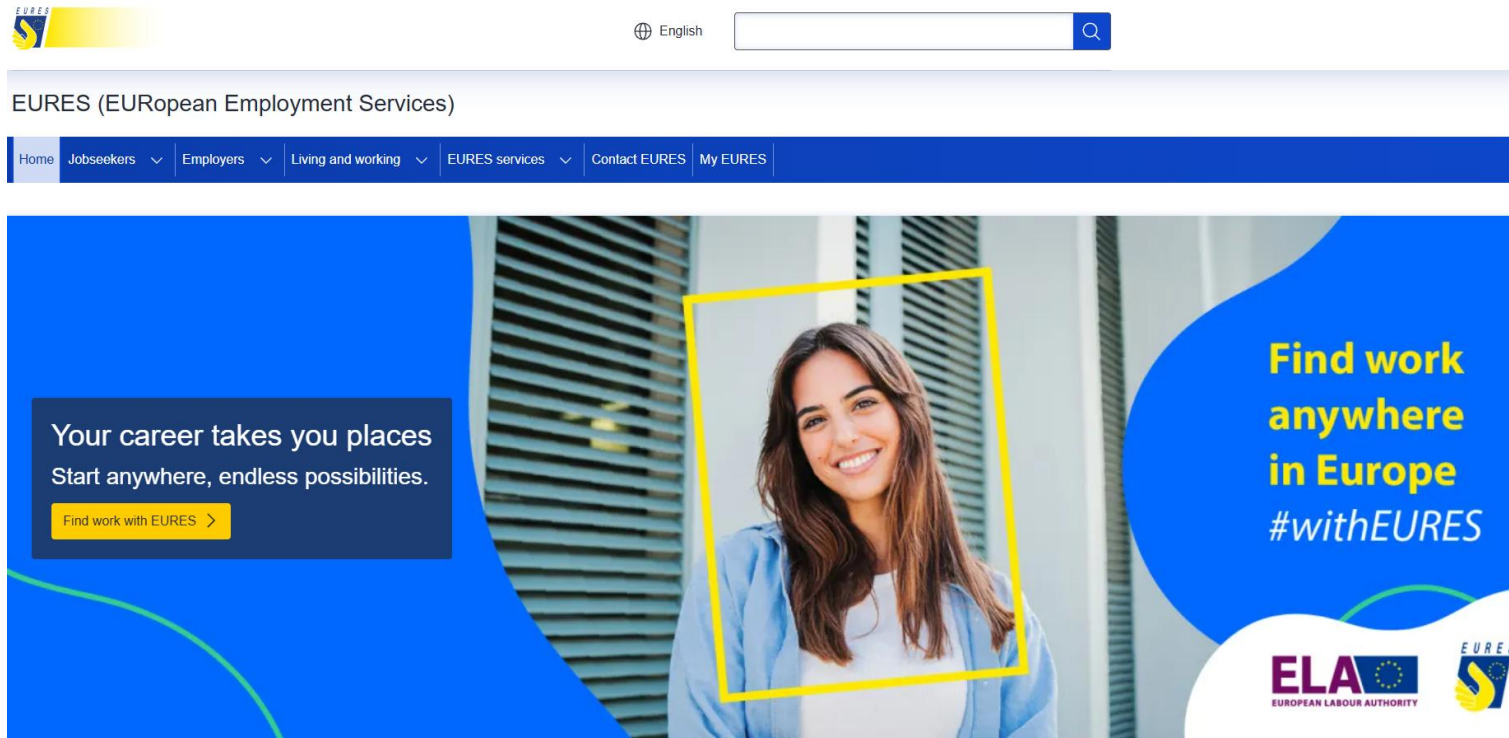 EURES
English
EURES (EURopean Employment Services)
Home Jobseekers Employers Living and working EURES services Contact EURES My EURES
Your career takes you places
Start anywhere, endless possibilities.
Find work with EURES
Find work
anywhere
in Europe
#withEURES
ELA
EUROPEAN LABOUR AUTHORITY
EURES